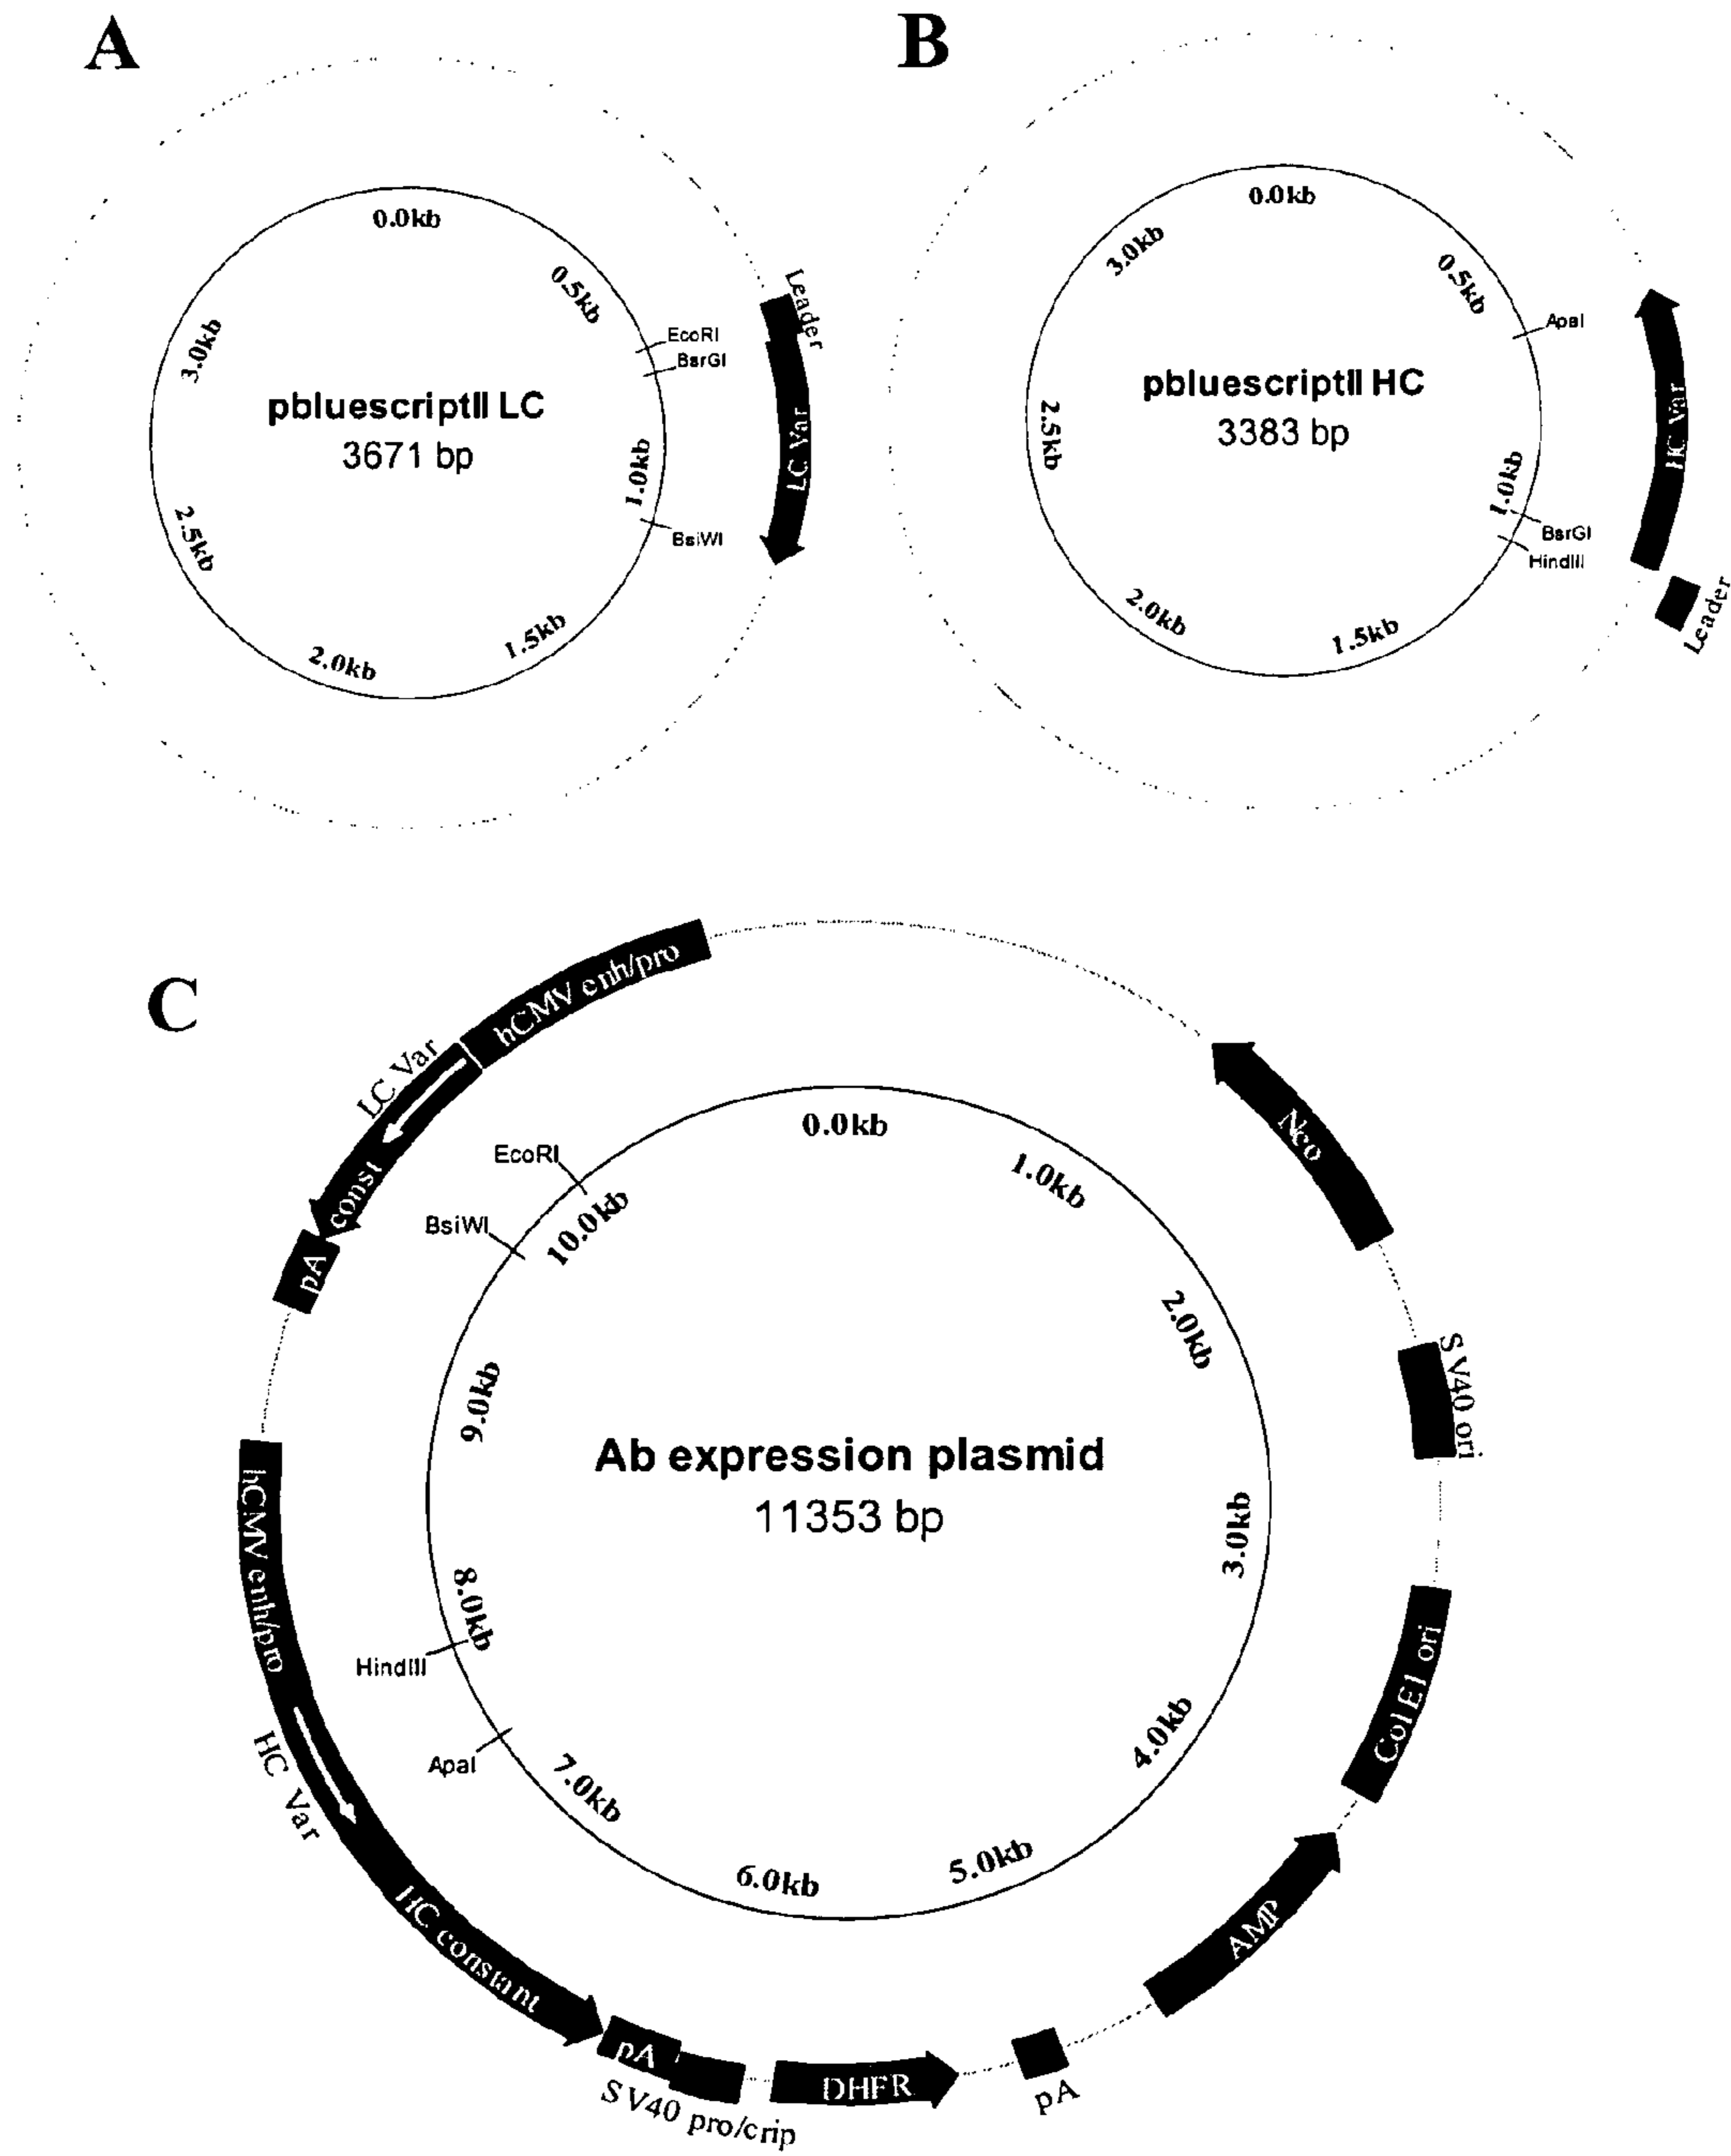 A
0.0kb
0.5kb
EcoRI
BsrGI
1.0kb
BsiWI
1.5kb
2.0kb
2.5kb
3.0kb
pbluescriptII LC
3671 bp
Leader
LC Var
B
0.0kb
0.5kb
ApaI
1.0kb
BsrGI
HindIII
1.5kb
2.0kb
2.5kb
3.0kb
pbluescriptII HC
3383 bp
HC Var
Leader
C
hCMV enh/pro
LC Var
const
pA
EcoRI
BsiWI
0.0kb
1.0kb
2.0kb
3.0kb
4.0kb
5.0kb
6.0kb
7.0kb
8.0kb
9.0kb
10.0kb
Ab expression plasmid
11353 bp
Nco
SV40 ori
ColE1 ori
AMP
pA
DHFR
SV40 pro/crip
pA
HC constant
HC Var
hCMV enh/pro
HindIII
ApaI